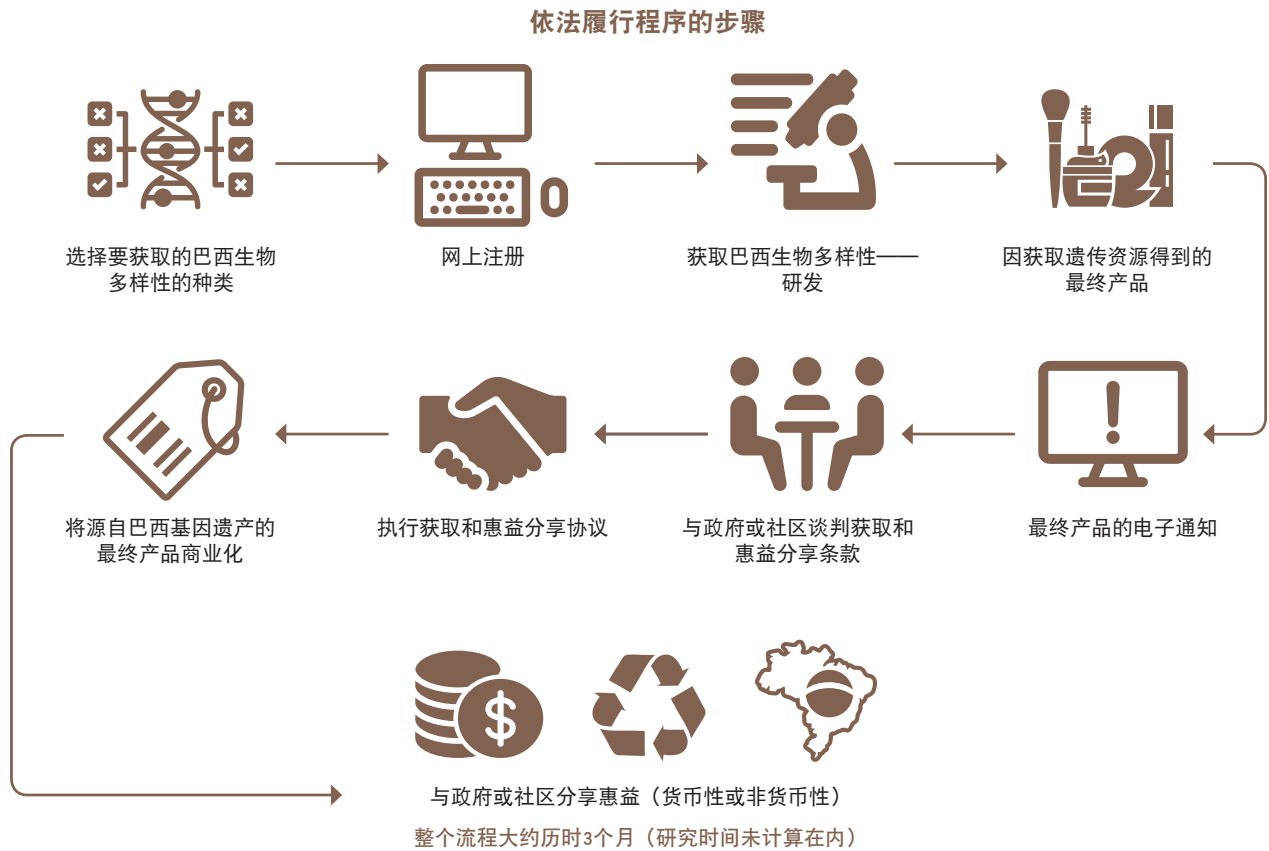 依法履行程序的步骤
选择要获取的巴西生物
多样性的种类
网上注册
获取巴西生物多样性——
研发
因获取遗传资源得到的
最终产品
将源自巴西基因遗产的
最终产品商业化
执行获取和惠益分享协议
与政府或社区谈判获取和
惠益分享条款
最终产品的电子通知
与政府或社区分享惠益（货币性或非货币性）
整个流程大约历时3个月（研究时间未计算在内）